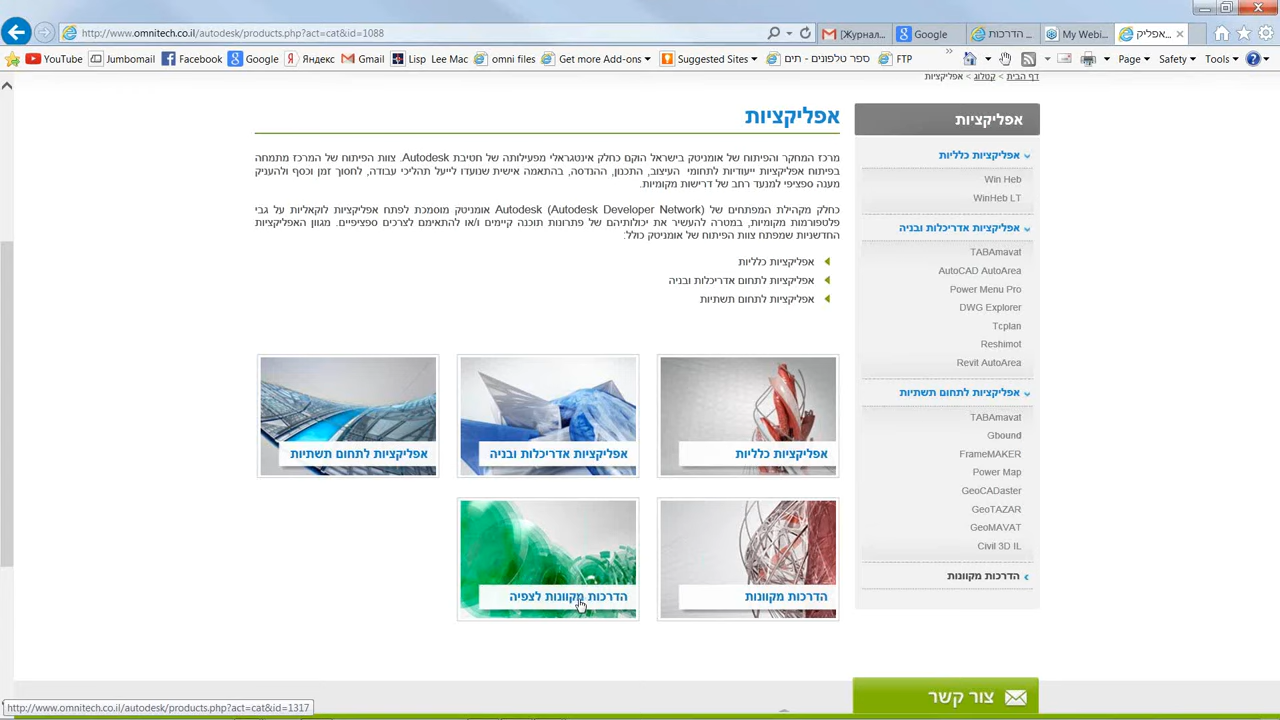 http://www.omnitech.co.il/autodesk/products.php?act=cat&id=1088
[Журнал...
Google
הדרכות ...
My Webi...
אפליק...
YouTube
Jumbomail
Facebook
Google
Яндекс
Gmail
Lisp
Lee Mac
omni files
Get more Add-ons
Suggested Sites
ספר טלפונים - תים
FTP
Page
Safety
Tools
דף הבית > קטלוג > אפליקציות
אפליקציות
מרכז המחקר והפיתוח של אומניטק בישראל הוקם כחלק אינטגראלי מפעילותה של חטיבת Autodesk. צוות הפיתוח של המרכז מתמחה
בפיתוח אפליקציות ייעודיות לתחומי העיצוב, התכנון, ההנדסה, בהתאמה אישית שנועדו לייעל תהליכי עבודה, לחסוך זמן וכסף ולהעניק
מענה ספציפי למנעד רחב של דרישות מקומיות.
כחלק מקהילת המפתחים של Autodesk (Autodesk Developer Network) אומניטק מוסמכת לפתח אפליקציות לוקאליות על גבי
פלטפורמות מקומיות, במטרה להעשיר את יכולותיהם של פתרונות תוכנה קיימים ו/או להתאימם לצרכים ספציפיים. מגוון האפליקציות
החדשניות שמפתח צוות הפיתוח של אומניטק כולל:
אפליקציות כלליות
אפליקציות לתחום אדריכלות ובניה
אפליקציות לתחום תשתיות
אפליקציות כלליות
אפליקציות אדריכלות ובניה
אפליקציות לתחום תשתיות
הדרכות מקוונות
הדרכות מקוונות לצפיה
אפליקציות
אפליקציות כלליות
Win Heb
WinHeb LT
אפליקציות אדריכלות ובניה
TABAmavat
AutoCAD AutoArea
Power Menu Pro
DWG Explorer
Tcplan
Reshimot
Revit AutoArea
אפליקציות לתחום תשתיות
TABAmavat
Gbound
FrameMAKER
Power Map
GeoCADaster
GeoTAZAR
GeoMAVAT
Civil 3D IL
הדרכות מקוונות
צור קשר
http://www.omnitech.co.il/autodesk/products.php?act=cat&id=1317